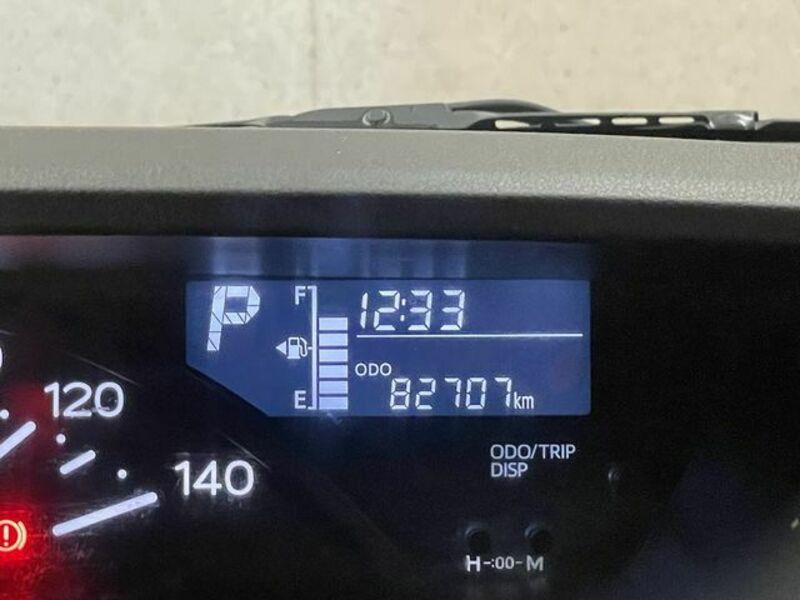 P
F
12:33
ODO
E
82707km
120
140
ODO/TRIP
DISP
H-:00-M